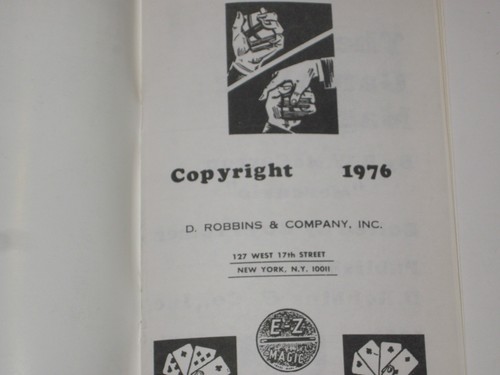 Copyright 1976
D. ROBBINS & COMPANY, INC.
127 WEST 17th STREET
NEW YORK, N.Y. 10011
E-Z
MAGIC